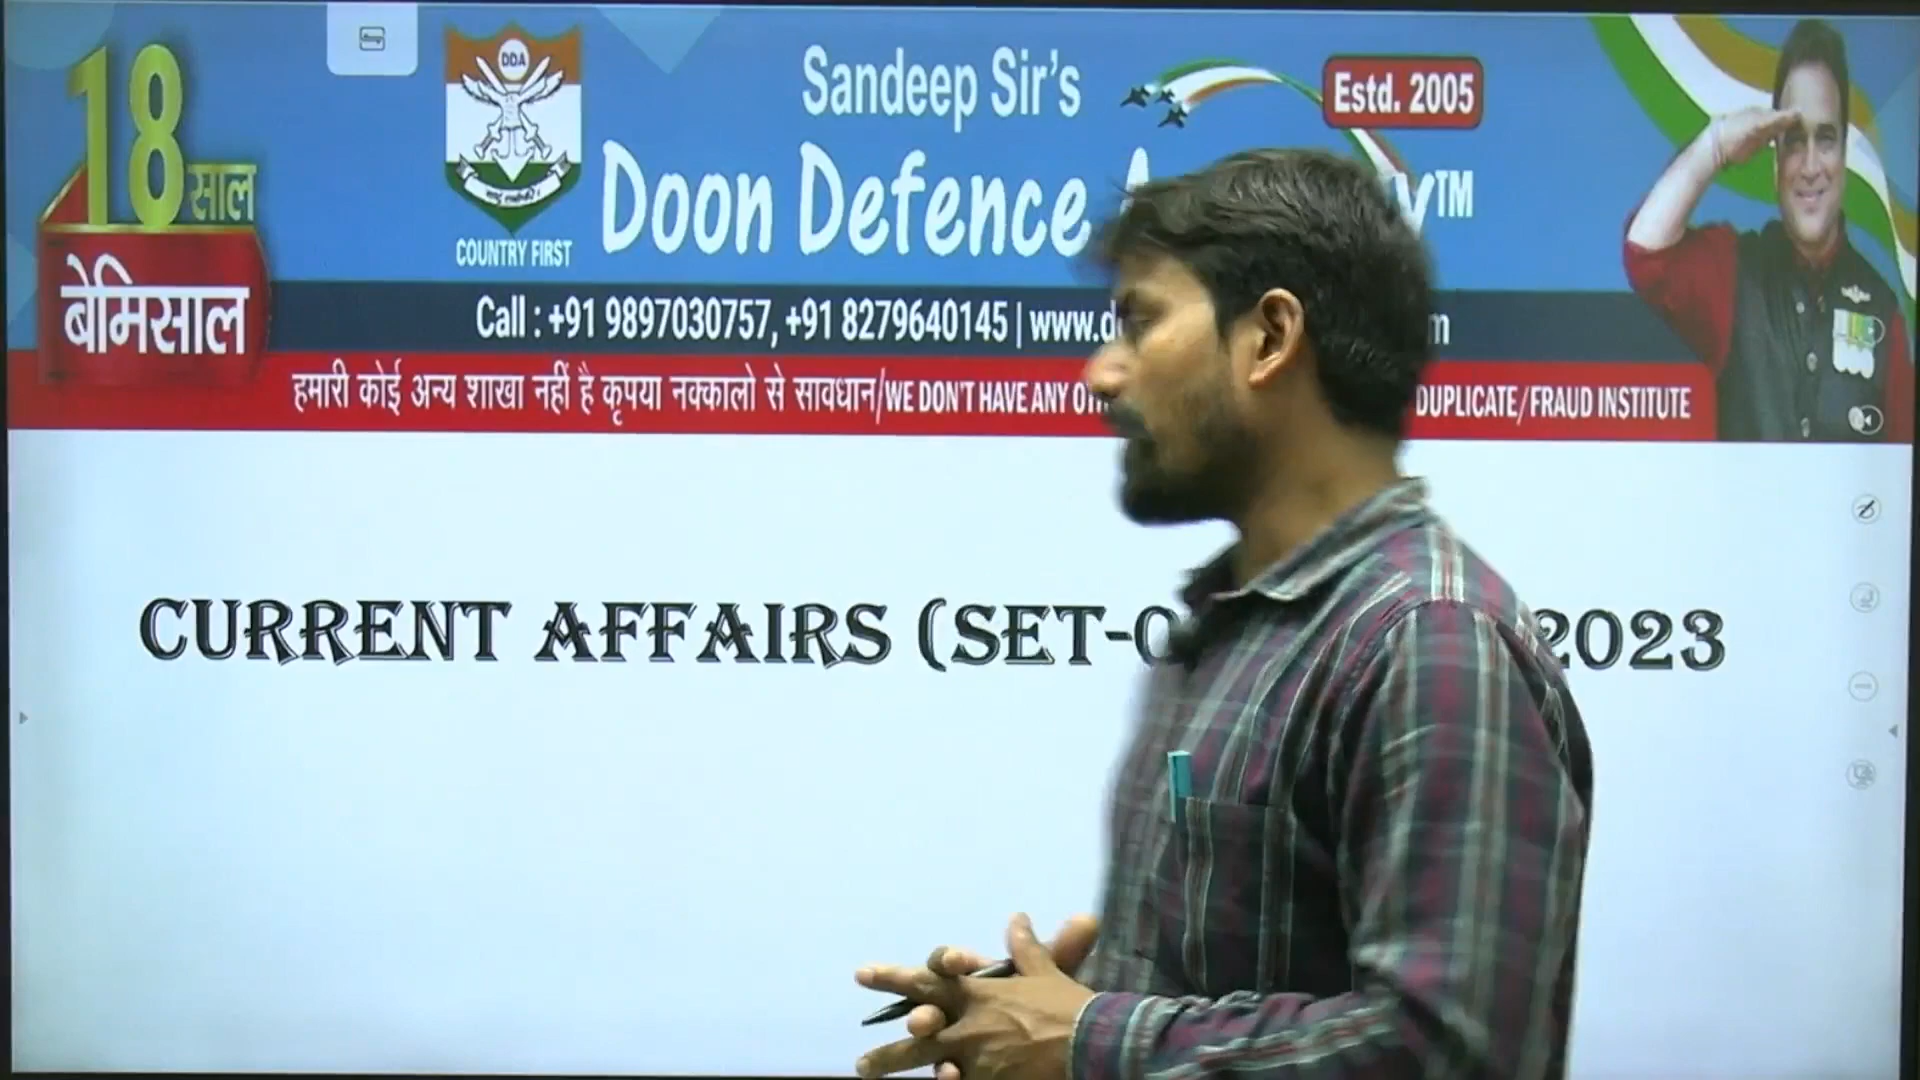 18 साल
बेमिसाल
DDA
COUNTRY FIRST
Sandeep Sir's
Estd. 2005
Doon Defence
TM
Call : +91 9897030757, +91 8279640145 | www.
हमारी कोई अन्य शाखा नहीं है कृपया नक्कालो से सावधान/WE DON'T HAVE ANY DUPLICATE/FRAUD INSTITUTE
CURRENT AFFAIRS (SET-0 2023